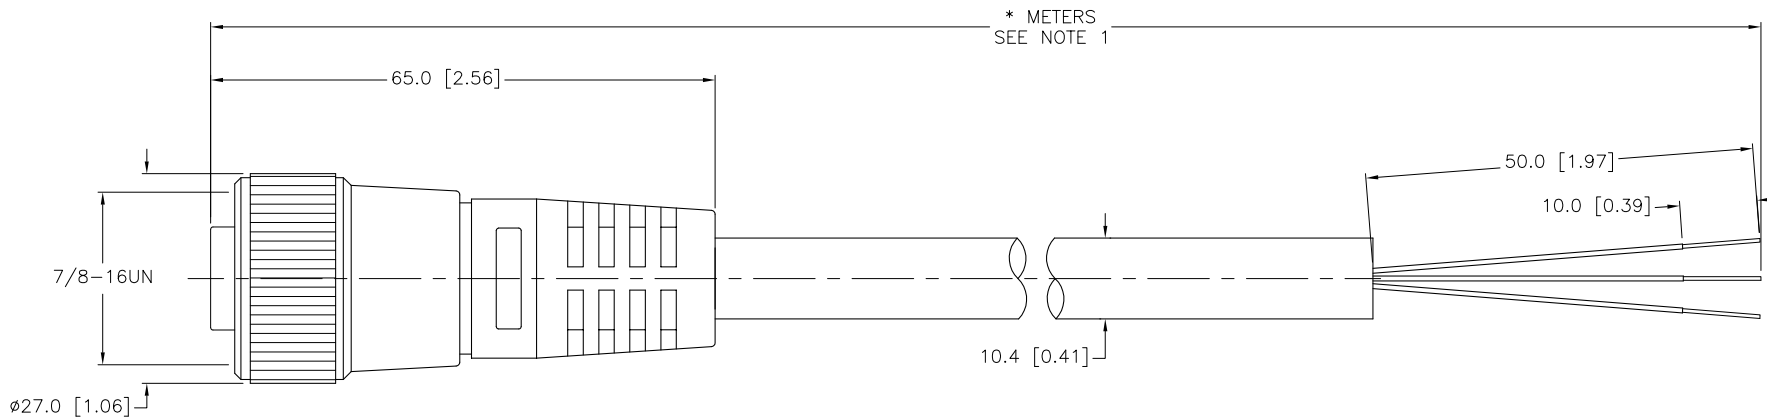 * METERS
SEE NOTE 1
65.0 [2.56]
50.0 [1.97]
10.0 [0.39]
7/8-16UN
10.4 [0.41]
⌀27.0 [1.06]